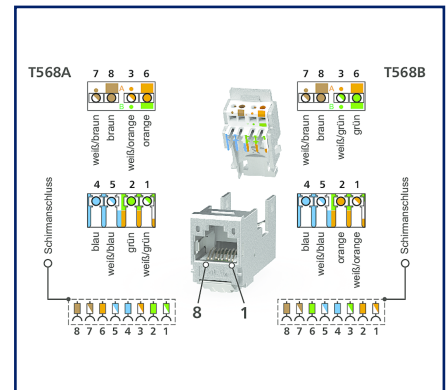 T568A
7 8 3 6
A
B
weiß/braun
braun
weiß/orange
orange
4 5 2 1
blau
weiß/blau
grün
weiß/grün
Schirmanschluss
8 7 6 5 4 3 2 1
8 1
T568B
7 8 3 6
A
B
weiß/braun
braun
weiß/grün
grün
4 5 2 1
blau
weiß/blau
orange
weiß/orange
Schirmanschluss
8 7 6 5 4 3 2 1